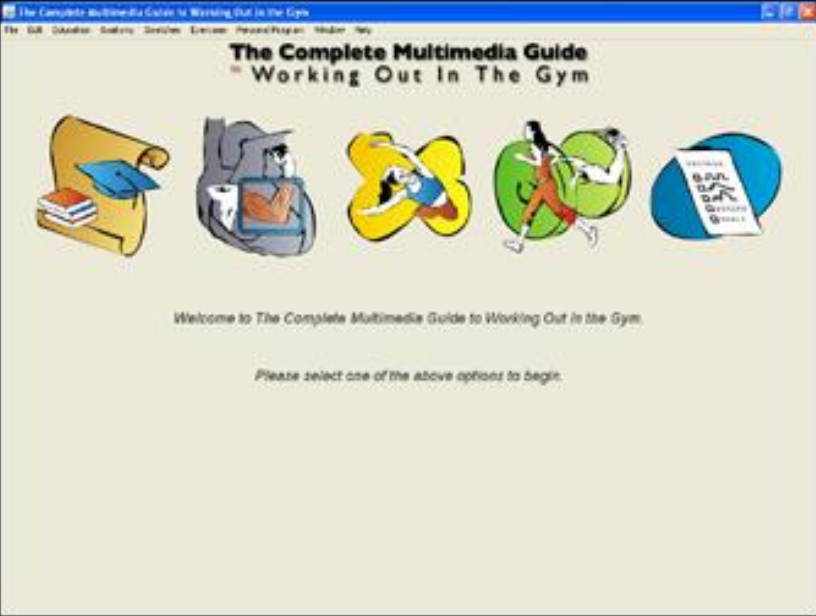 The Complete Multimedia Guide to Working Out In the Gym
File Edit Education Anatomy Stretches Exercises Personal Program Window Help
The Complete Multimedia Guide
to Working Out In The Gym
Welcome to The Complete Multimedia Guide to Working Out in the Gym.
Please select one of the above options to begin.